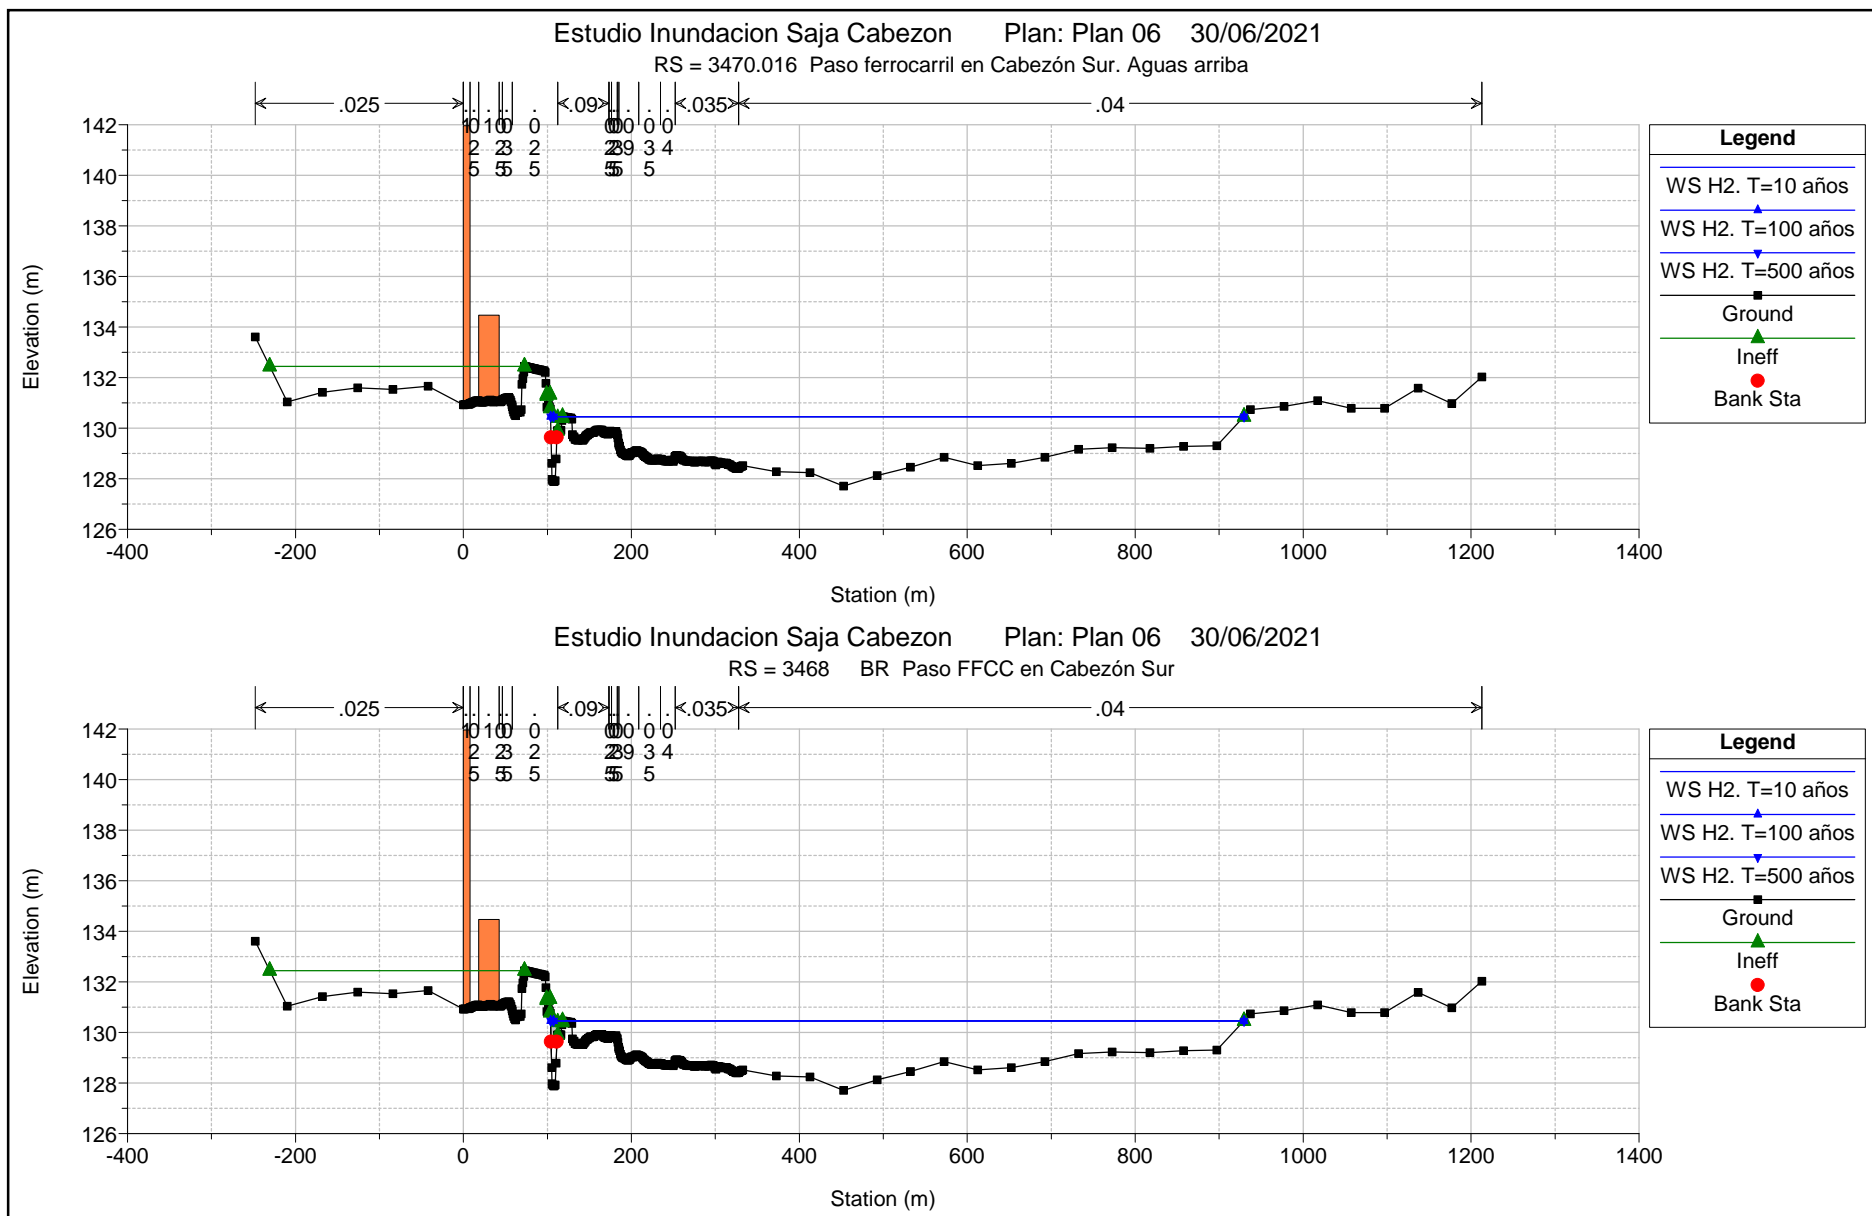 Estudio Inundacion Saja Cabezon Plan: Plan 06 30/06/2021
RS = 3470.016 Paso ferrocarril en Cabezón Sur. Aguas arriba
.025
.09
.035
.04
142
140
138
136
134
132
130
128
126
Elevation (m)
-400 -200 0 200 400 600 800 1000 1200 1400
Station (m)
Legend
WS H2. T=10 años
WS H2. T=100 años
WS H2. T=500 años
Ground
Ineff
Bank Sta
Estudio Inundacion Saja Cabezon Plan: Plan 06 30/06/2021
RS = 3468 BR Paso FFCC en Cabezón Sur
.025
.09
.035
.04
142
140
138
136
134
132
130
128
126
Elevation (m)
-400 -200 0 200 400 600 800 1000 1200 1400
Station (m)
Legend
WS H2. T=10 años
WS H2. T=100 años
WS H2. T=500 años
Ground
Ineff
Bank Sta